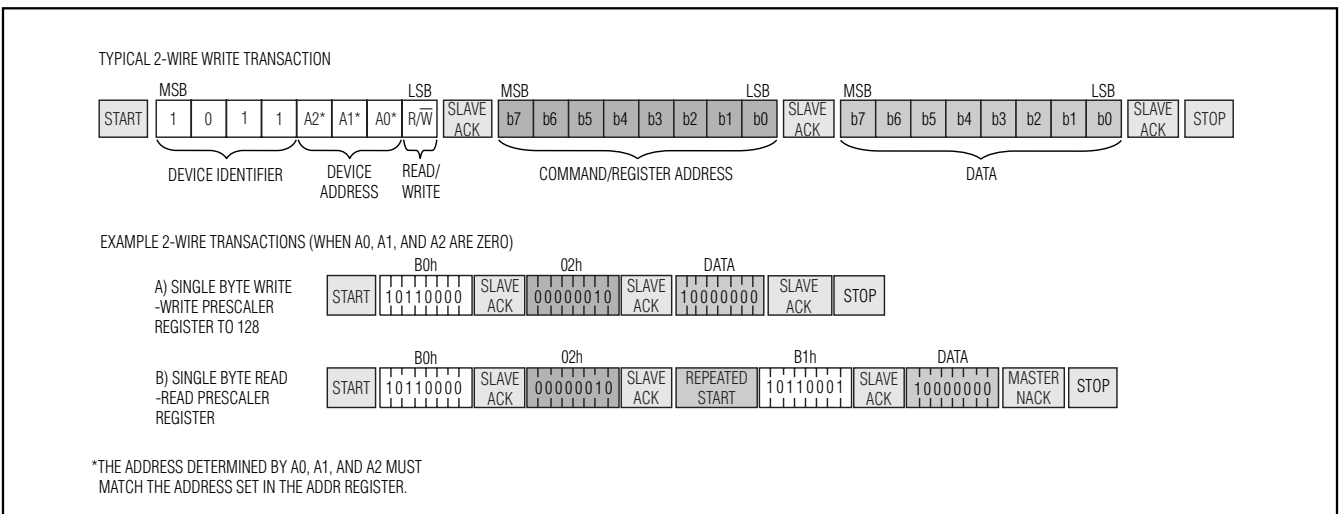 TYPICAL 2-WIRE WRITE TRANSACTION
MSB LSB MSB LSB MSB LSB
START 1 0 1 1 A2* A1* A0* R/W̅ SLAVE ACK b7 b6 b5 b4 b3 b2 b1 b0 SLAVE ACK b7 b6 b5 b4 b3 b2 b1 b0 SLAVE ACK STOP
DEVICE IDENTIFIER DEVICE ADDRESS READ/WRITE COMMAND/REGISTER ADDRESS DATA
EXAMPLE 2-WIRE TRANSACTIONS (WHEN A0, A1, AND A2 ARE ZERO)
B0h 02h DATA
A) SINGLE BYTE WRITE
-WRITE PRESCALER
REGISTER TO 128
START 10110000 SLAVE ACK 00000010 SLAVE ACK 10000000 SLAVE ACK STOP
B0h 02h B1h DATA
B) SINGLE BYTE READ
-READ PRESCALER
REGISTER
START 10110000 SLAVE ACK 00000010 SLAVE ACK REPEATED START 10110001 SLAVE ACK 10000000 MASTER NACK STOP
*THE ADDRESS DETERMINED BY A0, A1, AND A2 MUST
MATCH THE ADDRESS SET IN THE ADDR REGISTER.